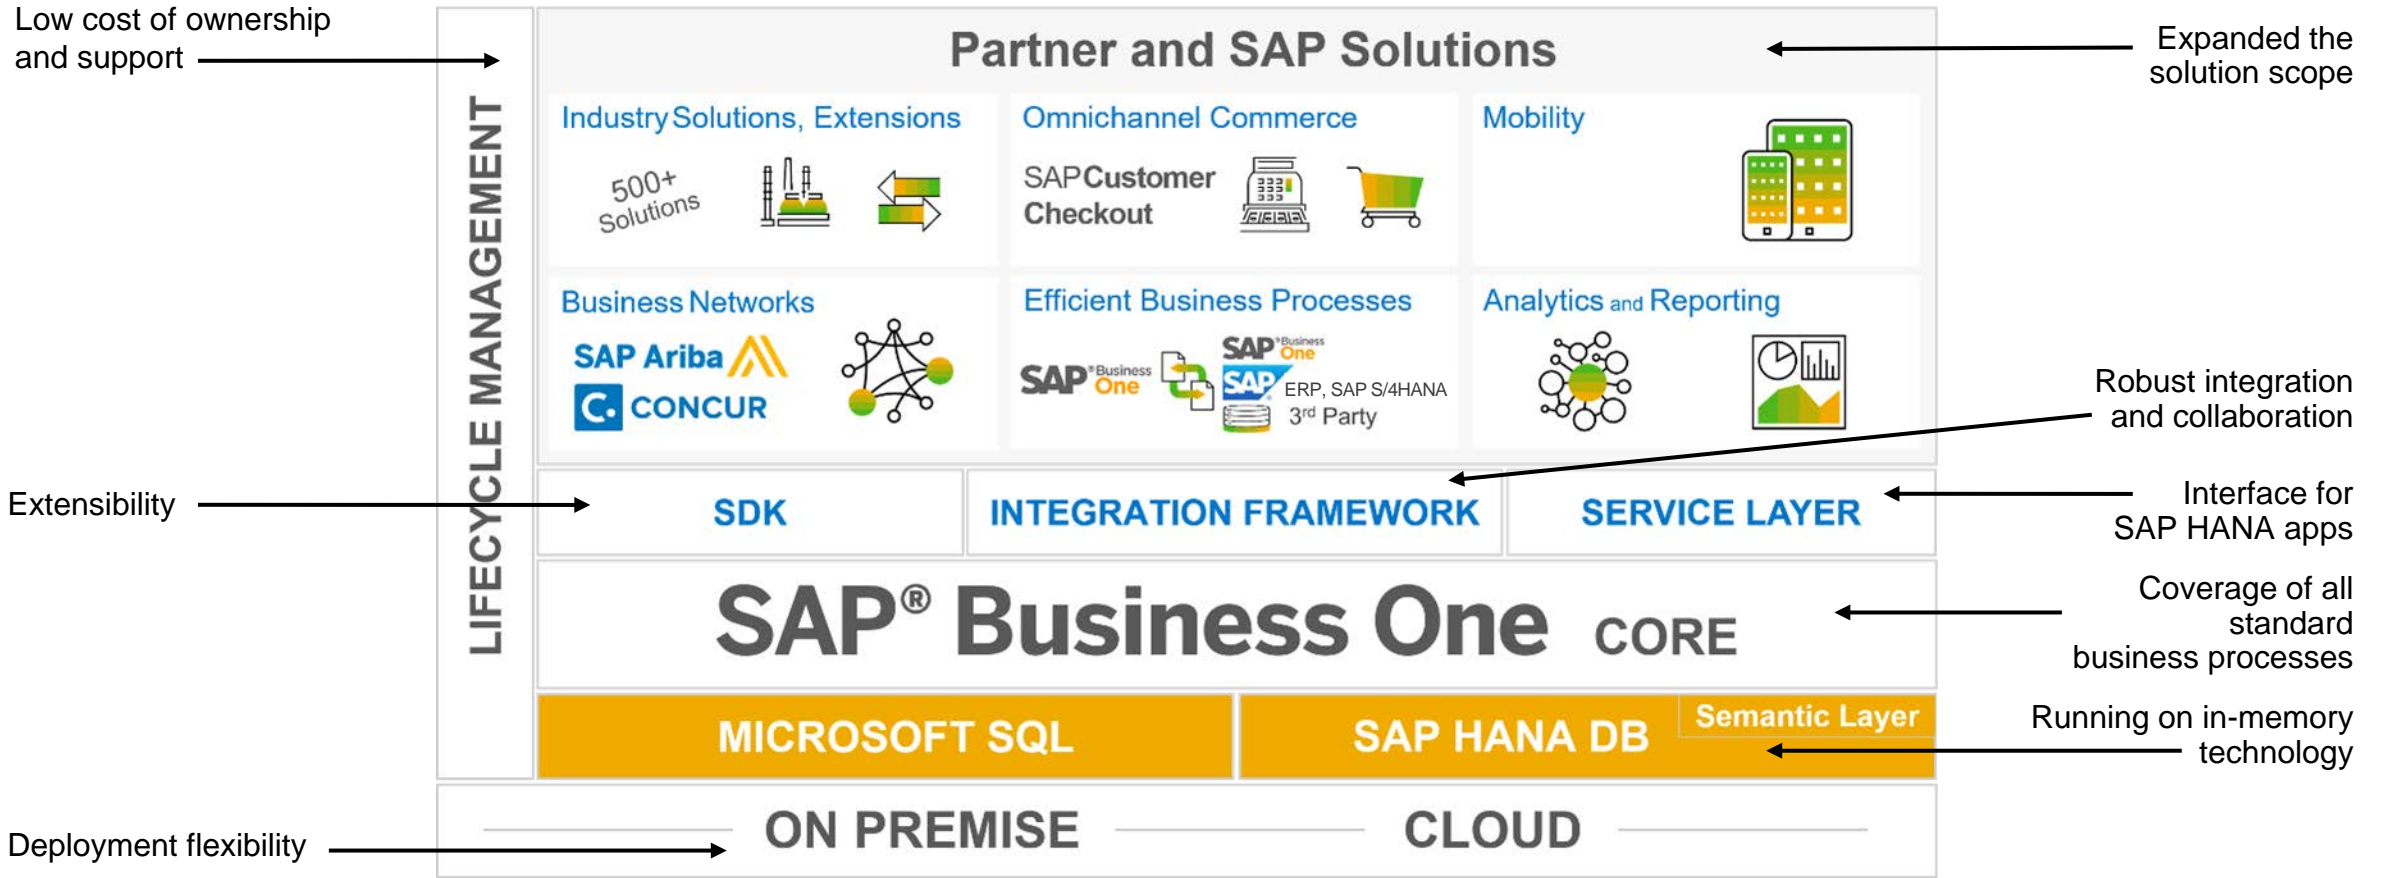 Low cost of ownership
and support
Partner and SAP Solutions
Expanded the
solution scope
LIFECYCLE MANAGEMENT
Industry Solutions, Extensions
500+
Solutions
Omnichannel Commerce
SAP Customer
Checkout
Mobility
Business Networks
SAP Ariba
C. CONCUR
Efficient Business Processes
SAP® Business
One
SAP® Business
One
SAP® ERP, SAP S/4HANA
3rd Party
Analytics and Reporting
Robust integration
and collaboration
Extensibility
SDK
INTEGRATION FRAMEWORK
SERVICE LAYER
Interface for
SAP HANA apps
SAP® Business One CORE
Coverage of all
standard
business processes
MICROSOFT SQL
SAP HANA DB
Semantic Layer
Running on in-memory
technology
Deployment flexibility
ON PREMISE
CLOUD